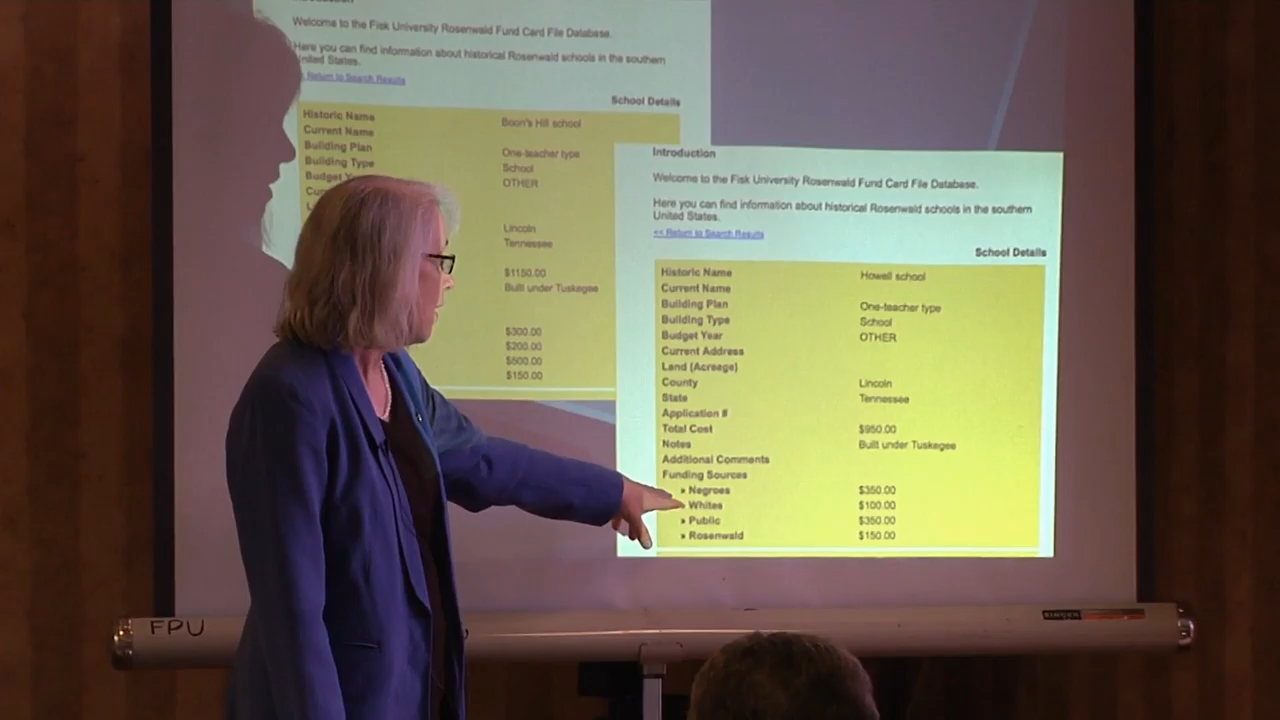 Welcome to the Fisk University Rosenwald Fund Card File Database.
Here you can find information about historical Rosenwald schools in the southern
United States.
Return to Search Results
School Details
Historic Name Boon's Hill school
Current Name
Building Plan One-teacher type
Building Type School
Budget OTHER
Lincoln
Tennessee
$1150.00
Built under Tuskegee
$300.00
$200.00
$500.00
$150.00
Introduction
Welcome to the Fisk University Rosenwald Fund Card File Database.
Here you can find information about historical Rosenwald schools in the southern
United States.
<< Return to Search Results
School Details
Historic Name Howell school
Current Name
Building Plan One-teacher type
Building Type School
Budget Year OTHER
Current Address
Land (Acreage)
County Lincoln
State Tennessee
Application #
Total Cost $950.00
Notes Built under Tuskegee
Additional Comments
Funding Sources
» Negroes $350.00
» Whites $100.00
» Public $350.00
» Rosenwald $150.00
FPU